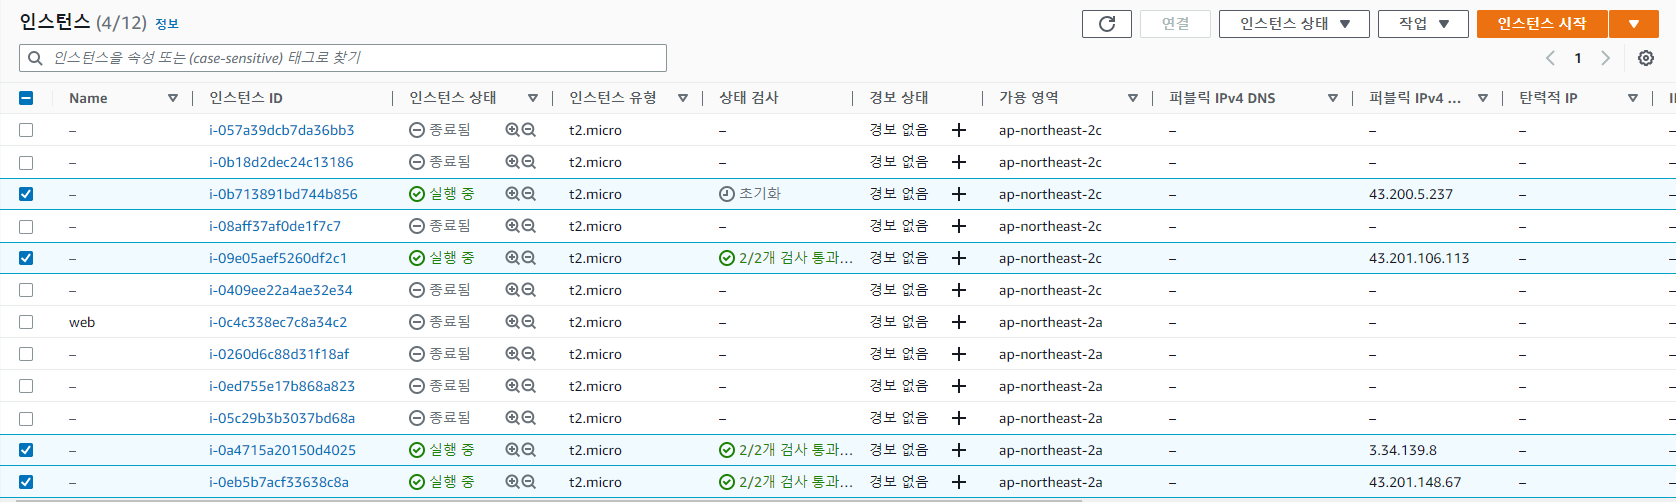 인스턴스 (4/12) 정보
연결 인스턴스 상태 작업 인스턴스 시작
인스턴스을 속성 또는 (case-sensitive) 태그로 찾기
1
Name 인스턴스 ID 인스턴스 상태 인스턴스 유형 상태 검사 경보 상태 가용 영역 퍼블릭 IPv4 DNS 퍼블릭 IPv4 ... 탄력적 IP
– i-057a39dcb7da36bb3 종료됨 t2.micro – 경보 없음 + ap-northeast-2c – – –
– i-0b18d2dec24c13186 종료됨 t2.micro – 경보 없음 + ap-northeast-2c – – –
– i-0b713891bd744b856 실행 중 t2.micro 초기화 경보 없음 + ap-northeast-2c – 43.200.5.237 –
– i-08aff37af0de1f7c7 종료됨 t2.micro – 경보 없음 + ap-northeast-2c – – –
– i-09e05aef5260df2c1 실행 중 t2.micro 2/2개 검사 통과... 경보 없음 + ap-northeast-2c – 43.201.106.113 –
– i-0409ee22a4ae32e34 종료됨 t2.micro – 경보 없음 + ap-northeast-2c – – –
web i-0c4c338ec7c8a34c2 종료됨 t2.micro – 경보 없음 + ap-northeast-2a – – –
– i-0260d6c88d31f18af 종료됨 t2.micro – 경보 없음 + ap-northeast-2a – – –
– i-0ed755e17b868a823 종료됨 t2.micro – 경보 없음 + ap-northeast-2a – – –
– i-05c29b3b3037bd68a 종료됨 t2.micro – 경보 없음 + ap-northeast-2a – – –
– i-0a4715a20150d4025 실행 중 t2.micro 2/2개 검사 통과... 경보 없음 + ap-northeast-2a – 3.34.139.8 –
– i-0eb5b7acf33638c8a 실행 중 t2.micro 2/2개 검사 통과... 경보 없음 + ap-northeast-2a – 43.201.148.67 –